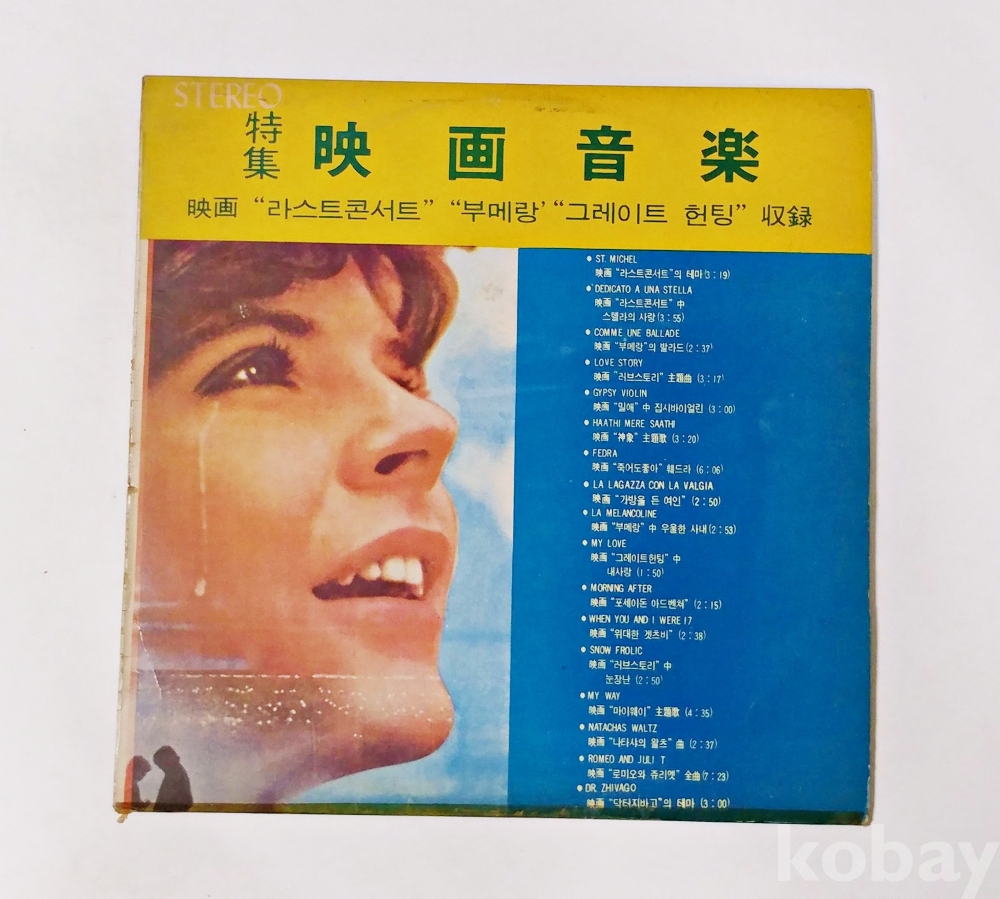 STEREO
特集
映画音楽
映画 “라스트콘서트” “부메랑’ “그레이트 헌팅” 収録
• ST. MICHEL
映画 “라스트콘서트”의 테마(3:19)
• DEDICATO A UNA STELLA
映画 “라스트콘서트” 中
스텔라의 사랑(3:55)
• COMME UNE BALLADE
映画 “부메랑”의 발라드(2:37)
• LOVE STORY
映画 “러브스토리” 主題曲 (3:17)
• GYPSY VIOLIN
映画 “밀애” 中 집시바이얼린 (3:00)
• HAATHI MERE SAATHI
映画 “神象” 主題歌 (3:20)
• FEDRA
映画 “죽어도좋아” 훼드라 (6:06)
• LA LAGAZZA CON LA VALGIA
映画 “가방을 든 여인” (2:50)
• LA MELANCOLINE
映画 “부메랑” 中 우울한 사내(2:53)
• MY LOVE
映画 “그레이트헌팅” 中
내사랑 (1:50)
• MORNING AFTER
映画 “포세이돈 아드벤쳐” (2:15)
• WHEN YOU AND I WERE 17
映画 “위대한 겟츠비” (2:38)
• SNOW FROLIC
映画 “러브스토리” 中
눈장난 (2:50)
• MY WAY
映画 “마이웨이” 主題歌 (4:35)
• NATACHAS WALTZ
映画 “나타샤의 왈츠” 曲 (2:37)
• ROMEO AND JULI T
映画 “로미오와 쥬리엣” 全曲(7:23)
• DR. ZHIVAGO
映画 “닥터지바고”의 테마 (3:00)
kobay